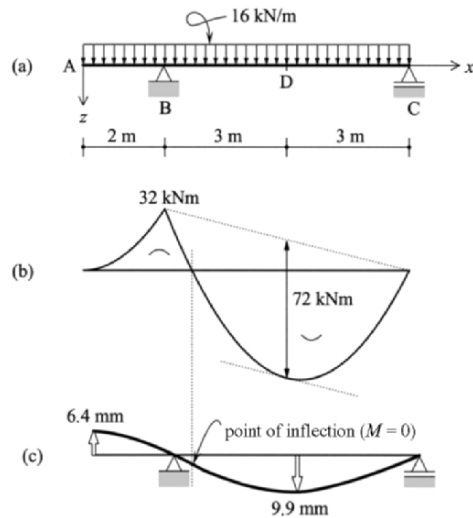 16 kN/m
(a)
A
x
D
z
B
C
2 m
3 m
3 m
32 kNm
(b)
72 kNm
6.4 mm
point of inflection (M = 0)
(c)
9.9 mm